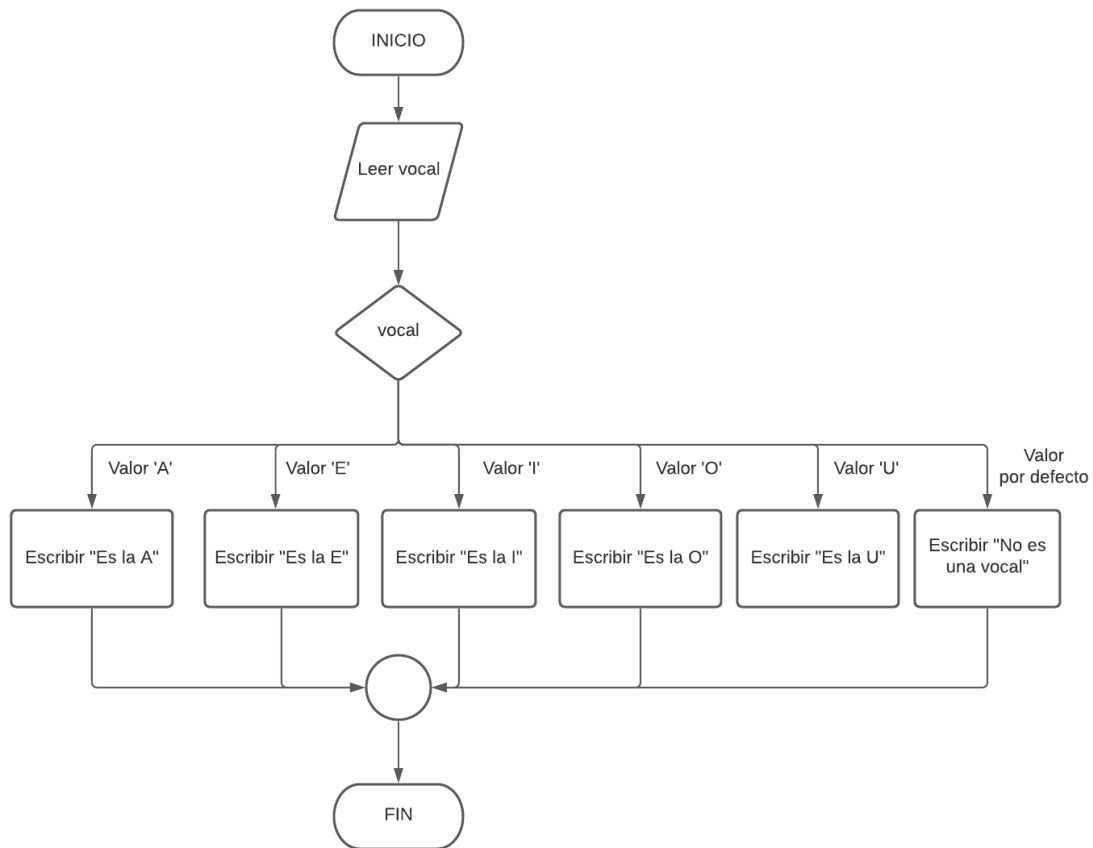 INICIO
Leer vocal
vocal
Valor 'A'
Valor 'E'
Valor 'I'
Valor 'O'
Valor 'U'
Valor
por defecto
Escribir "Es la A"
Escribir "Es la E"
Escribir "Es la I"
Escribir "Es la O"
Escribir "Es la U"
Escribir "No es
una vocal"
FIN